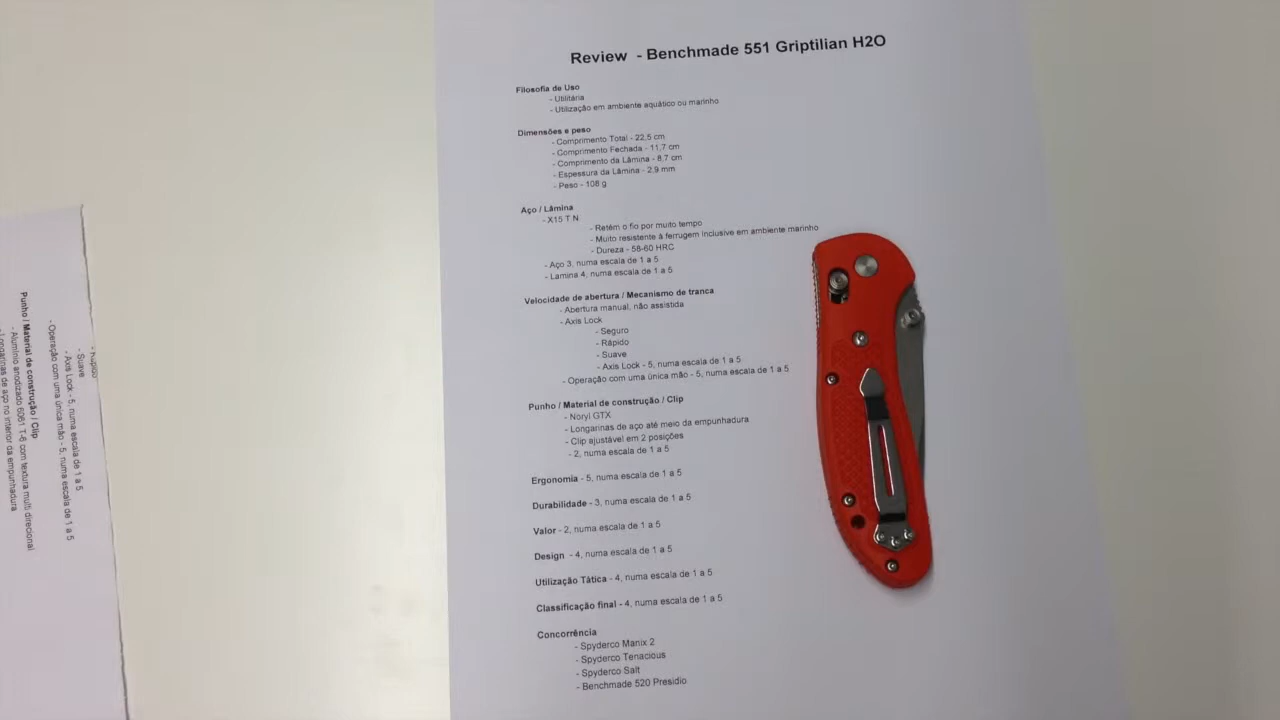 Review - Benchmade 551 Griptilian H2O
Filosofia de Uso
- Utilitária
- Utilização em ambiente aquático ou marinho
Dimensões e peso
- Comprimento Total - 22,5 cm
- Comprimento Fechada - 11,7 cm
- Comprimento da Lâmina - 8,7 cm
- Espessura da Lâmina - 2,9 mm
- Peso - 108 g
Aço / Lâmina
- X15 T N
- Retém o fio por muito tempo
- Muito resistente à ferrugem Inclusive em ambiente marinho
- Dureza - 58-60 HRC
- Aço 3, numa escala de 1 a 5
- Lamina 4, numa escala de 1 a 5
Velocidade de abertura / Mecanismo de tranca
- Abertura manual, não assistida
- Axis Lock
- Seguro
- Rápido
- Suave
- Axis Lock - 5, numa escala de 1 a 5
- Operação com uma única mão - 5, numa escala de 1 a 5
Punho / Material de construção / Clip
- Noryl GTX
- Longarinas de aço até meio da empunhadura
- Clip ajustável em 2 posições
- 2, numa escala de 1 a 5
Ergonomia - 5, numa escala de 1 a 5
Durabilidade - 3, numa escala de 1 a 5
Valor - 2, numa escala de 1 a 5
Design - 4, numa escala de 1 a 5
Utilização Tática - 4, numa escala de 1 a 5
Classificação final - 4, numa escala de 1 a 5
Concorrência
- Spyderco Manix 2
- Spyderco Tenacious
- Spyderco Salt
- Benchmade 520 Presidio
- Suave
- Axis Lock - 5, numa escala de 1 a 5
- Operação com uma única mão - 5, numa escala de 1 a 5
Punho / Material de construção / Clip
- Alumínio anodizado 6061 T-6 com textura multi direcional
- Longarinas de aço no interior da empunhadura